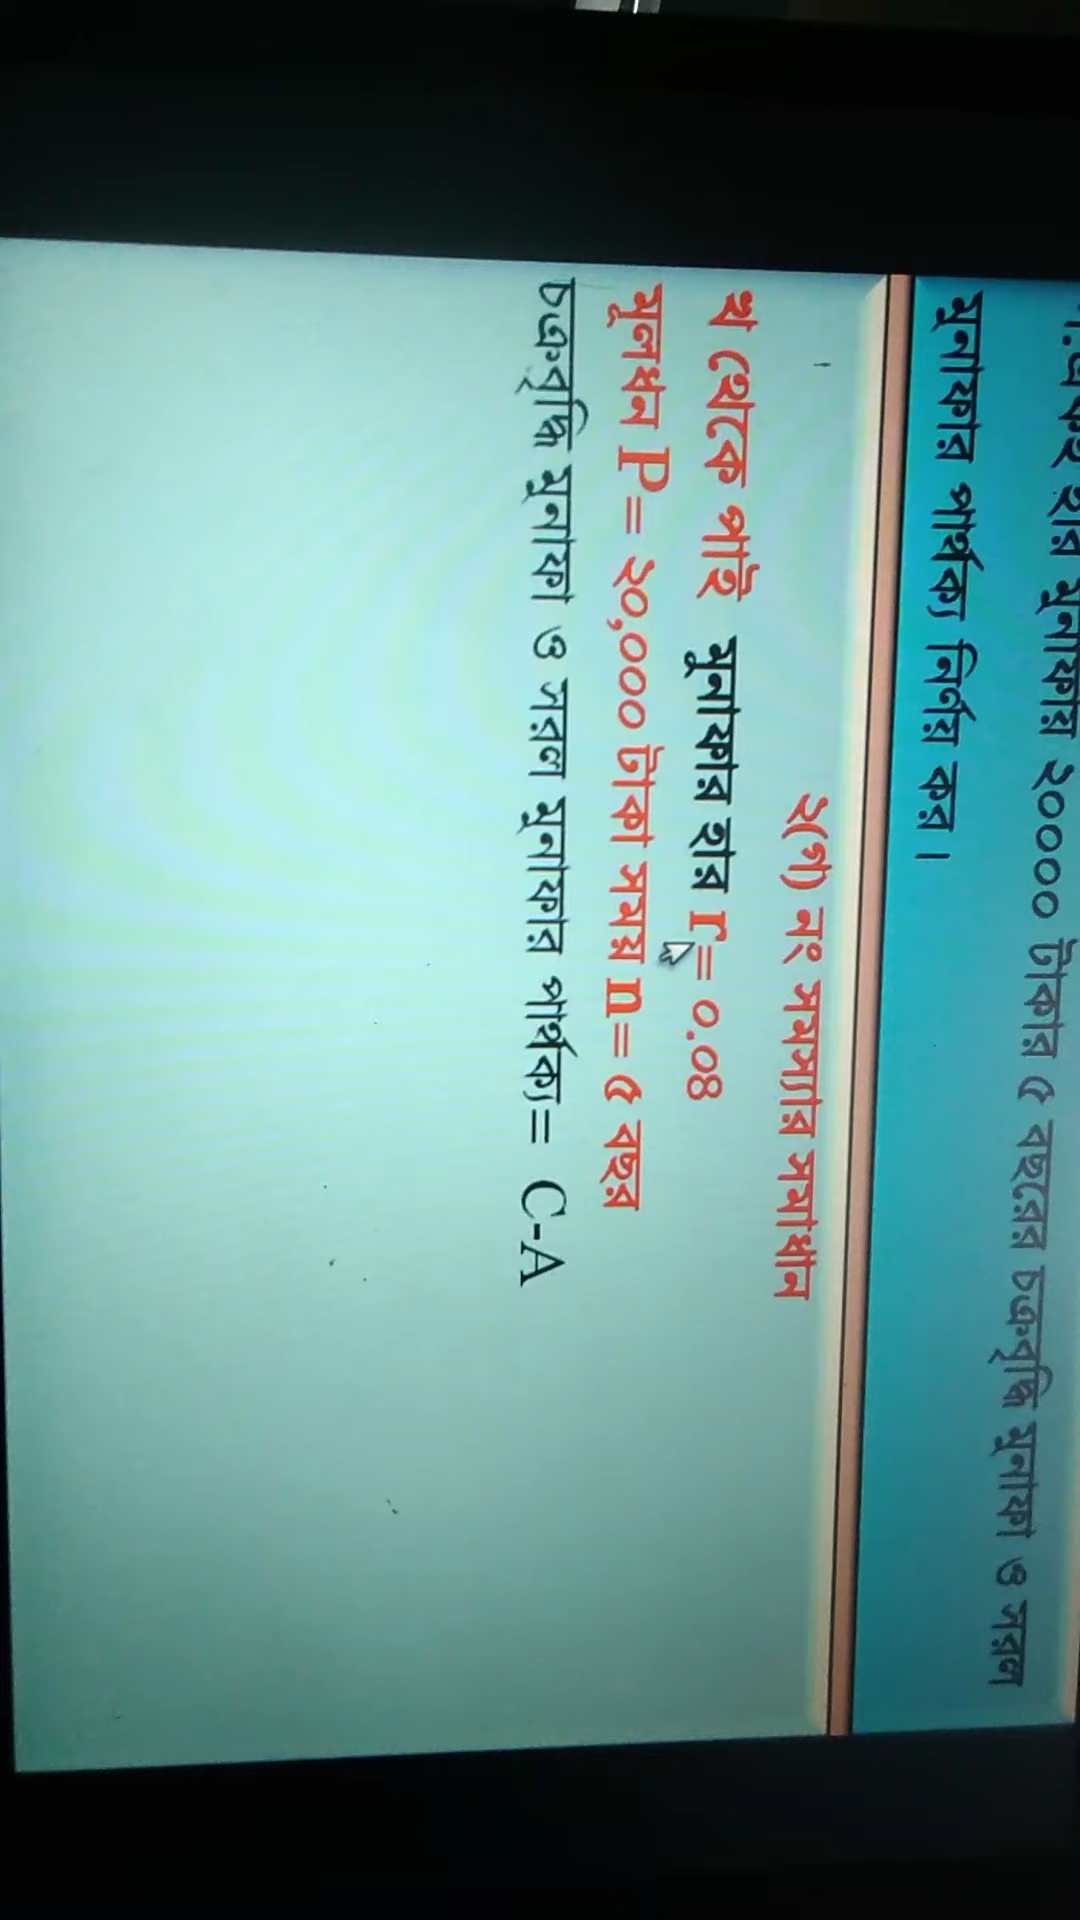 একই হার মুনাফায় ২০০০০ টাকার ৫ বছরের চক্রবৃদ্ধি মুনাফা ও সরল
মুনাফার পার্থক্য নির্ণয় কর।
২(গ) নং সমস্যার সমাধান
খ থেকে পাই মুনাফার হার r= ০.০৪
মূলধন P= ২০,০০০ টাকা সময় n= ৫ বছর
চক্রবৃদ্ধি মুনাফা ও সরল মুনাফার পার্থক্য= C-A